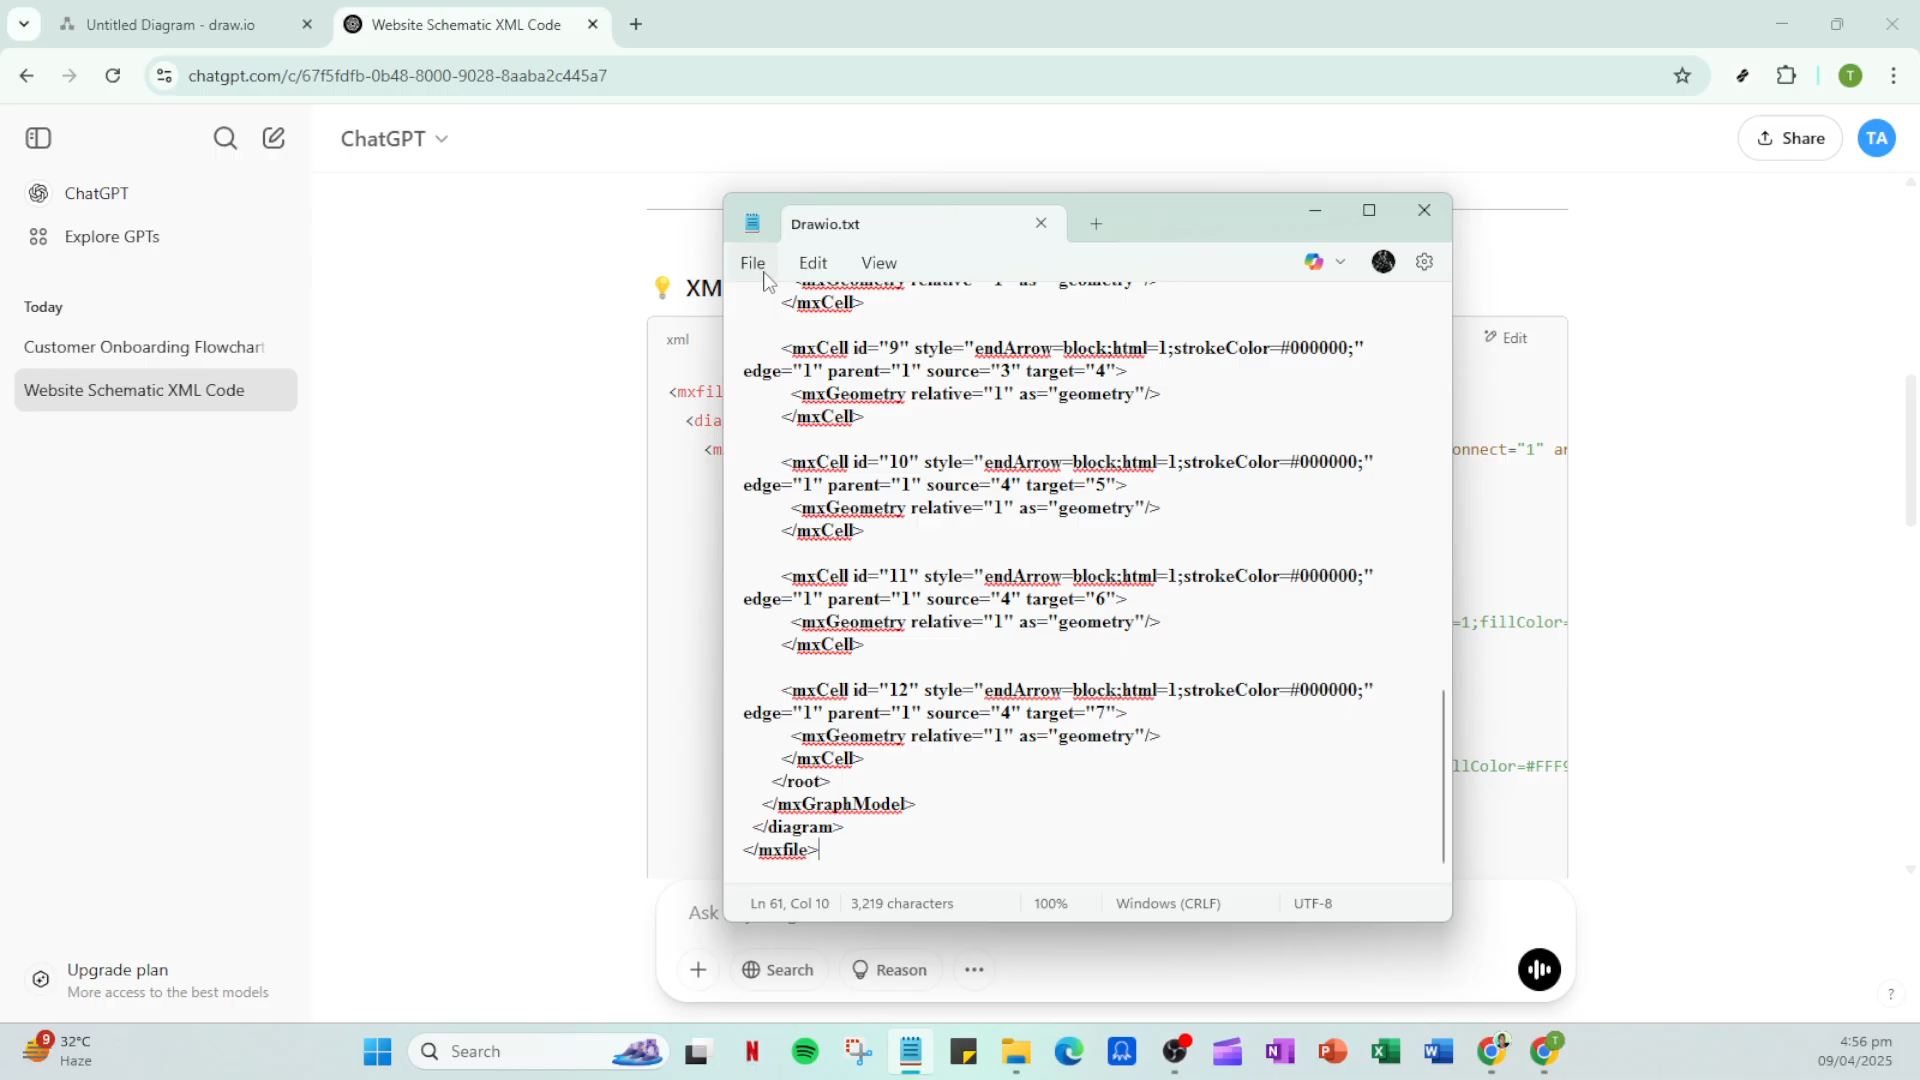 Untitled Diagram - draw.io
Website Schematic XML Code
chatgpt.com/c/67f5fdfb-0b48-8000-9028-8aaba2c445a7
T
ChatGPT
Share
TA
ChatGPT
Explore GPTs
Today
Customer Onboarding Flowchart
Website Schematic XML Code
Upgrade plan
More access to the best models
XM
xml
Edit
<mxfil
<dia
<m
onnect="1" ar
=1;fillColor=
llColor=#FFF9
Drawio.txt
File
Edit
View
<mxGeometry relative="1" as="geometry"/>
</mxCell>
<mxCell id="9" style="endArrow=block;html=1;strokeColor=#000000;"
edge="1" parent="1" source="3" target="4">
<mxGeometry relative="1" as="geometry"/>
</mxCell>
<mxCell id="10" style="endArrow=block;html=1;strokeColor=#000000;"
edge="1" parent="1" source="4" target="5">
<mxGeometry relative="1" as="geometry"/>
</mxCell>
<mxCell id="11" style="endArrow=block;html=1;strokeColor=#000000;"
edge="1" parent="1" source="4" target="6">
<mxGeometry relative="1" as="geometry"/>
</mxCell>
<mxCell id="12" style="endArrow=block;html=1;strokeColor=#000000;"
edge="1" parent="1" source="4" target="7">
<mxGeometry relative="1" as="geometry"/>
</mxCell>
</root>
</mxGraphModel>
</diagram>
</mxfile>
Ln 61, Col 10
3,219 characters
100%
Windows (CRLF)
UTF-8
Ask
Search
Reason
?
9
32°C
Haze
Search
4:56 pm
09/04/2025